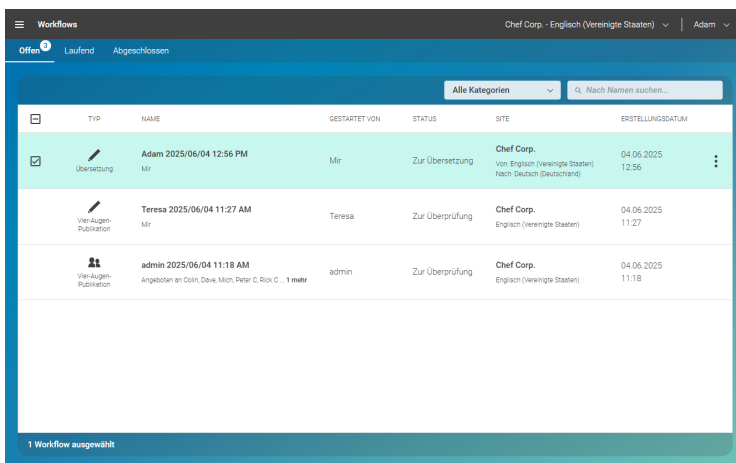 Workflows
Chef Corp. - Englisch (Vereinigte Staaten)
Adam
Offen 3
Laufend
Abgeschlossen
Alle Kategorien
Nach Namen suchen...
TYP
NAME
GESTARTET VON
STATUS
SITE
ERSTELLUNGSDATUM
Übersetzung
Adam 2025/06/04 12:56 PM
Mir
Mir
Zur Übersetzung
Chef Corp.
Von: Englisch (Vereinigte Staaten)
Nach: Deutsch (Deutschland)
04.06.2025
12:56
Vier-Augen-
Publikation
Teresa 2025/06/04 11:27 AM
Mir
Teresa
Zur Überprüfung
Chef Corp.
Englisch (Vereinigte Staaten)
04.06.2025
11:27
Vier-Augen-
Publikation
admin 2025/06/04 11:18 AM
Angeboten an Colin, Dave, Mich, Peter C, Rick C ... 1 mehr
admin
Zur Überprüfung
Chef Corp.
Englisch (Vereinigte Staaten)
04.06.2025
11:18
1 Workflow ausgewählt